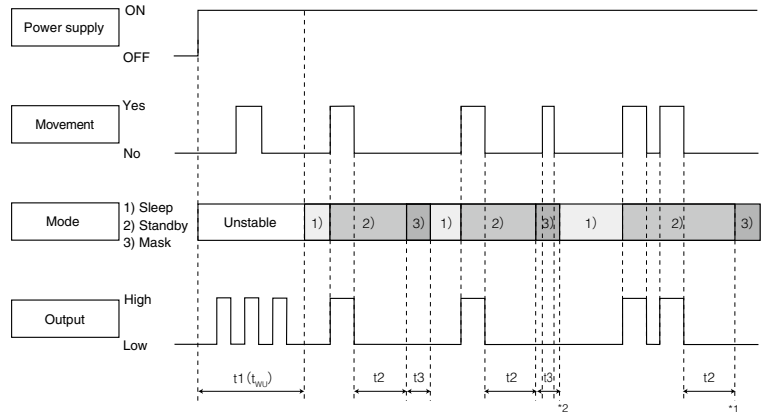 ON
Power supply
OFF
Yes
Movement
No
Mode
1) Sleep
2) Standby
3) Mask
Unstable
1)
2)
3)
1)
2)
3)
1)
2)
3)
High
Output
Low
t1 (tWU)
t2
t3
t2
t3
t2
*2
*1